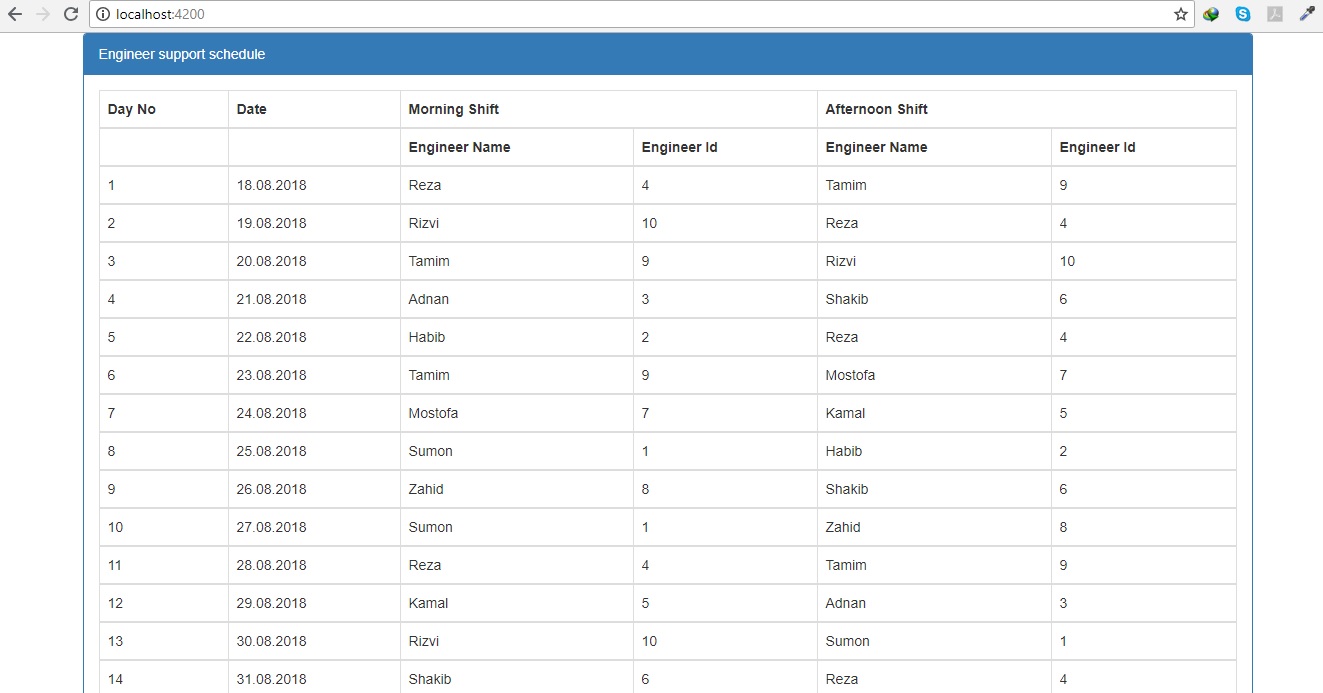 localhost:4200
Engineer support schedule
Day No Date Morning Shift Afternoon Shift
Engineer Name Engineer Id Engineer Name Engineer Id
1 18.08.2018 Reza 4 Tamim 9
2 19.08.2018 Rizvi 10 Reza 4
3 20.08.2018 Tamim 9 Rizvi 10
4 21.08.2018 Adnan 3 Shakib 6
5 22.08.2018 Habib 2 Reza 4
6 23.08.2018 Tamim 9 Mostofa 7
7 24.08.2018 Mostofa 7 Kamal 5
8 25.08.2018 Sumon 1 Habib 2
9 26.08.2018 Zahid 8 Shakib 6
10 27.08.2018 Sumon 1 Zahid 8
11 28.08.2018 Reza 4 Tamim 9
12 29.08.2018 Kamal 5 Adnan 3
13 30.08.2018 Rizvi 10 Sumon 1
14 31.08.2018 Shakib 6 Reza 4